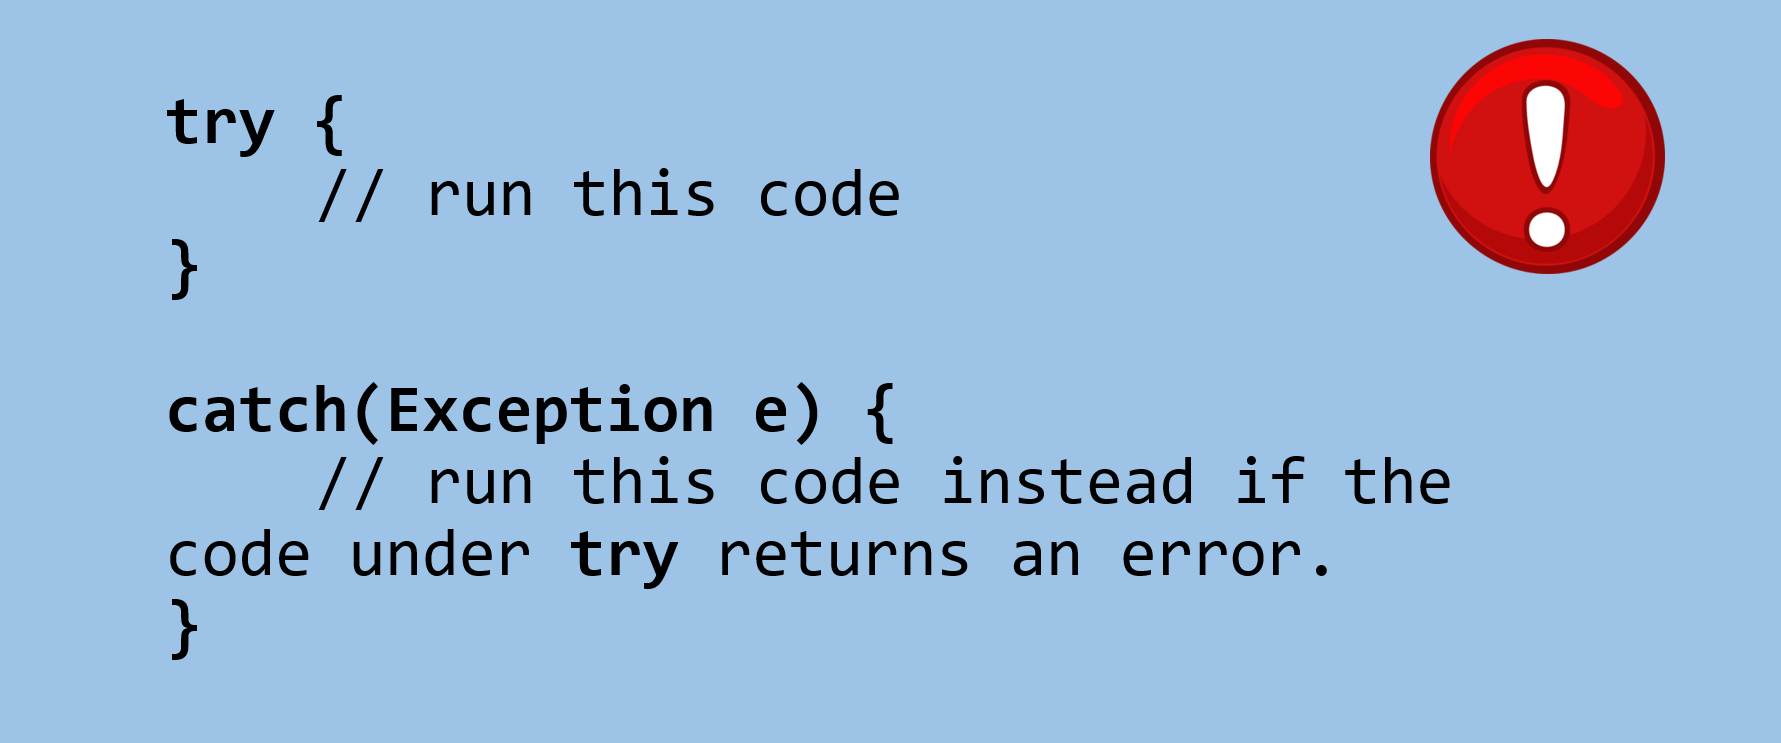 try {
    // run this code
}
catch(Exception e) {
    // run this code instead if the
code under try returns an error.
}